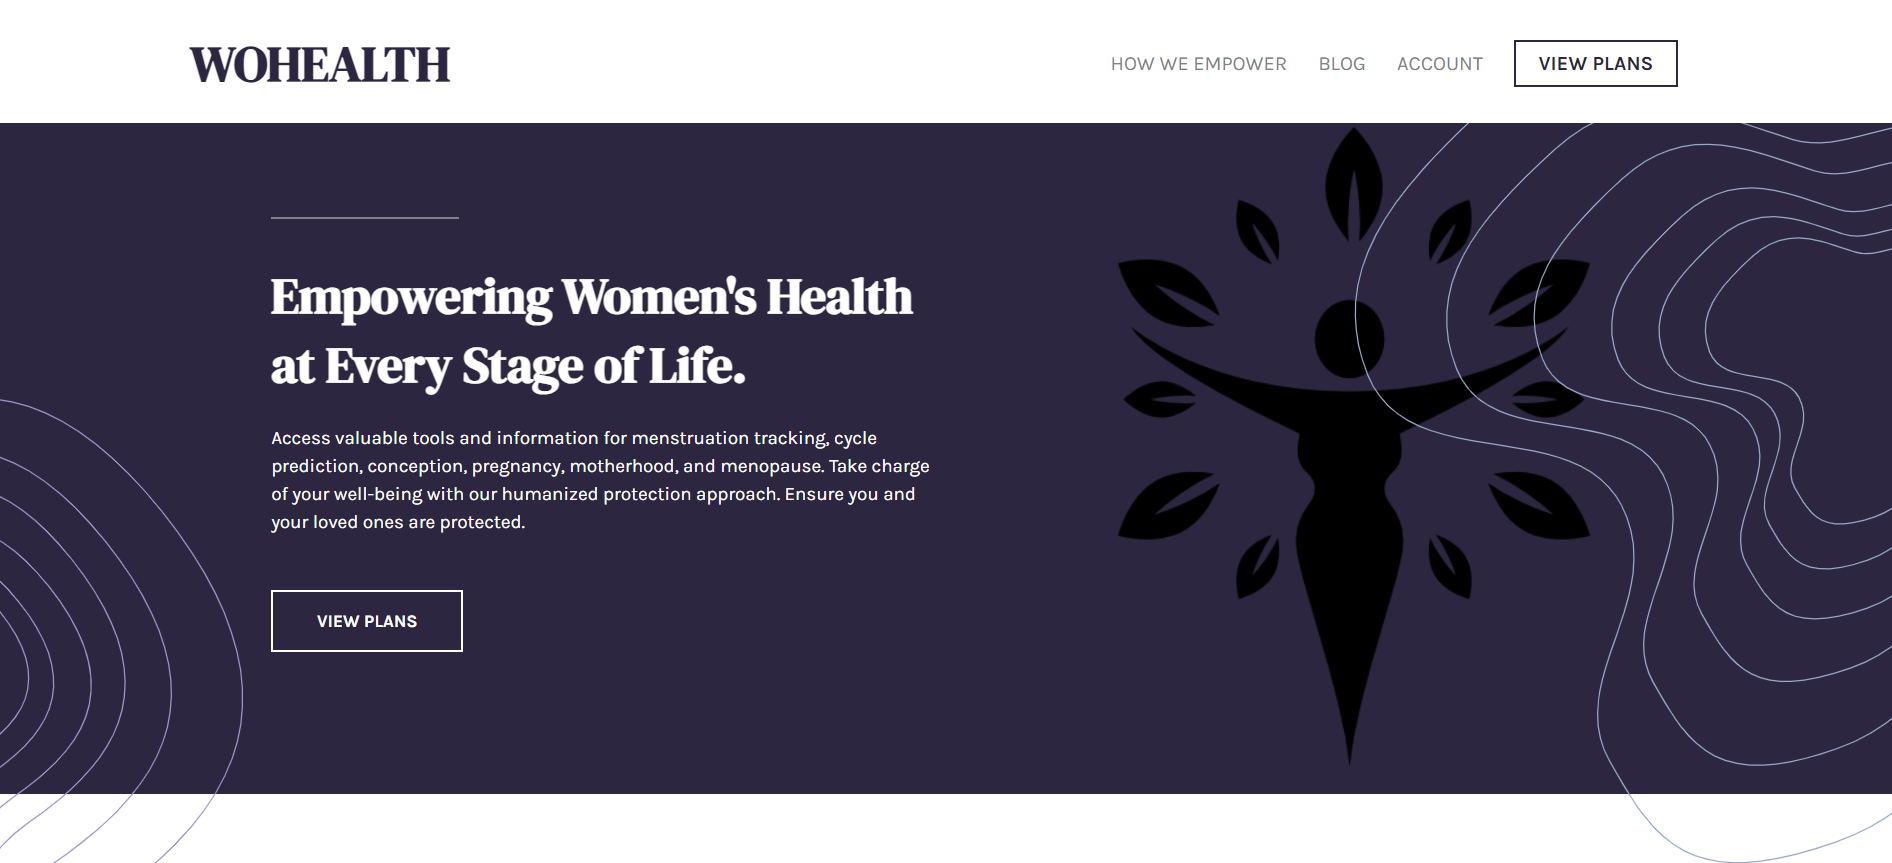 WOHEALTH
HOW WE EMPOWER
BLOG
ACCOUNT
VIEW PLANS
Empowering Women's Health
at Every Stage of Life.
Access valuable tools and information for menstruation tracking, cycle
prediction, conception, pregnancy, motherhood, and menopause. Take charge
of your well-being with our humanized protection approach. Ensure you and
your loved ones are protected.
VIEW PLANS